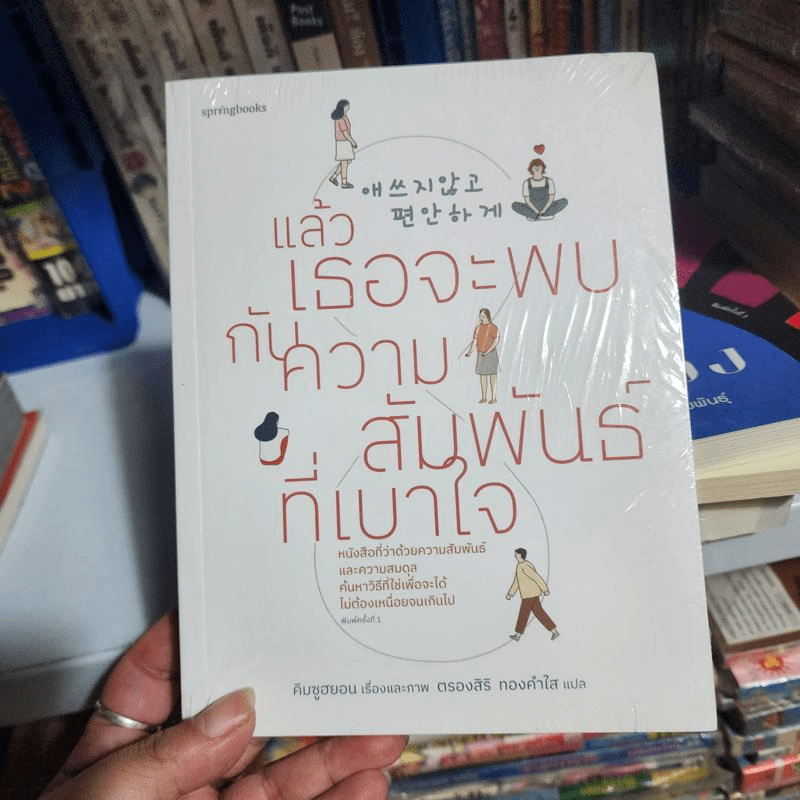 springbooks
애쓰지 않고
편안하게
แล้ว
เธอจะพบ
กับความ
สัมพันธ์
ที่เบาใจ
หนังสือที่ว่าด้วยความสัมพันธ์
และความสมดุล
ค้นหาวิธีที่ใช่เพื่อจะได้
ไม่ต้องเหนื่อยจนเกินไป
พิมพ์ครั้งที่ 1
คิมซูฮยอน เรื่องและภาพ ตรองสิริ ทองคำใส แปล
Post
Books
10